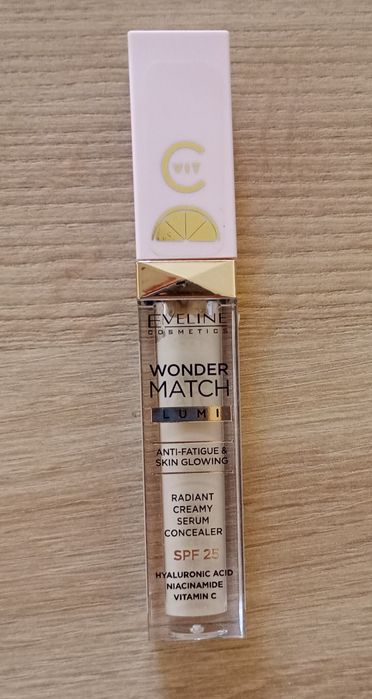 C
VIT
EVELINE
COSMETICS
WONDER
MATCH
LUMI
ANTI-FATIGUE &
SKIN GLOWING
RADIANT
CREAMY
SERUM
CONCEALER
SPF 25
HYALURONIC ACID
NIACINAMIDE
VITAMIN C